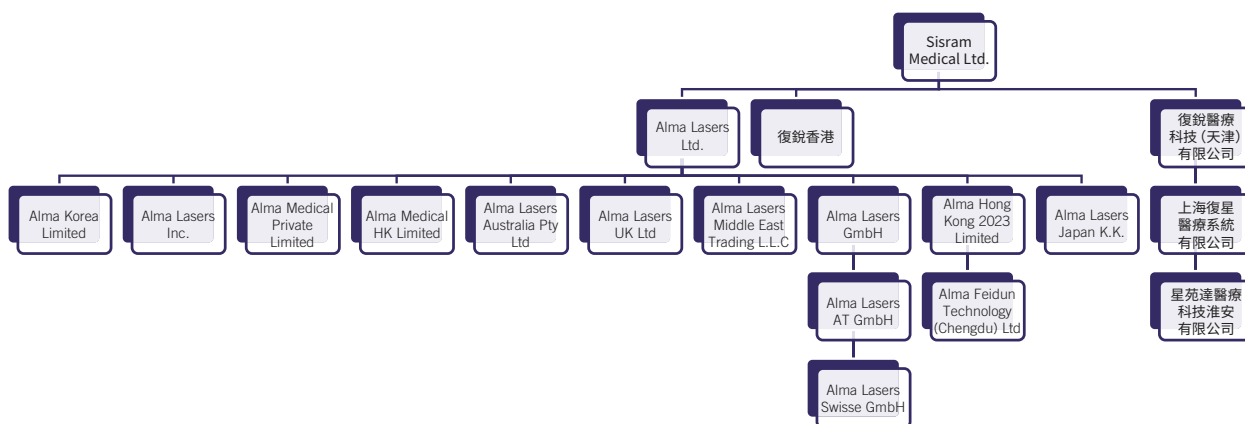 Sisram
Medical Ltd.
Alma Lasers
Ltd.
復銳香港
復銳醫療
科技（天津）
有限公司
Alma Korea
Limited
Alma Lasers
Inc.
Alma Medical
Private
Limited
Alma Medical
HK Limited
Alma Lasers
Australia Pty
Ltd
Alma Lasers
UK Ltd
Alma Lasers
Middle East
Trading L.L.C
Alma Lasers
GmbH
Alma Hong
Kong 2023
Limited
Alma Lasers
Japan K.K.
上海復星
醫療系統
有限公司
Alma Lasers
AT GmbH
Alma Feidun
Technology
(Chengdu) Ltd
星苑達醫療
科技淮安
有限公司
Alma Lasers
Swisse GmbH